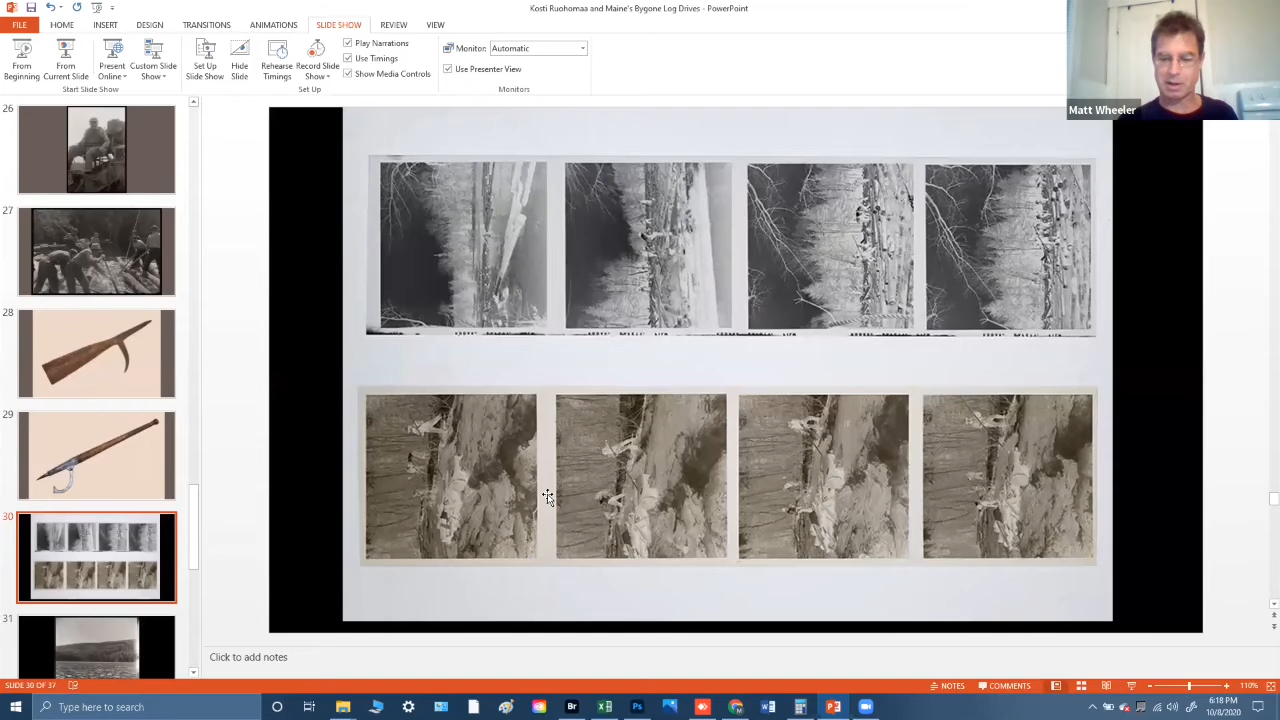 Kosti Ruohomaa and Maine's Bygone Log Drives - PowerPoint
FILE HOME INSERT DESIGN TRANSITIONS ANIMATIONS SLIDE SHOW REVIEW VIEW
From Beginning
From Current Slide
Present Online
Custom Slide Show
Start Slide Show
Set Up Slide Show
Hide Slide
Rehearse Timings
Record Slide Show
Play Narrations
Use Timings
Show Media Controls
Set Up
Monitor: Automatic
Use Presenter View
Monitors
Matt Wheeler
26
27
28
29
30
31
Click to add notes
SLIDE 30 OF 37
NOTES COMMENTS 110%
Type here to search
Br
Ps
6:18 PM
10/8/2020